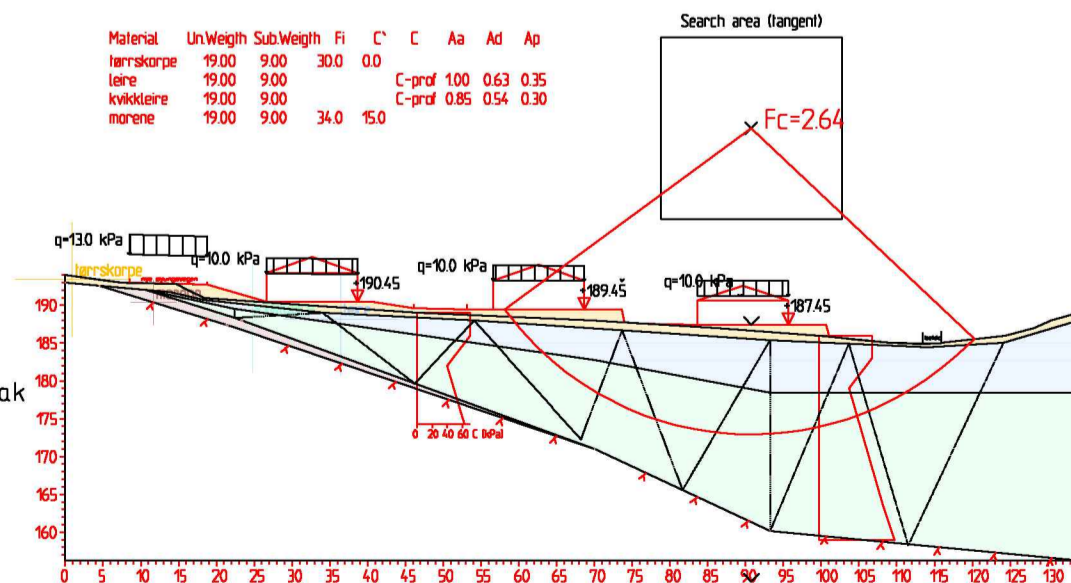 Search area (tangent)
Material Un.Weigth Sub.Weigth Fi C` C Aa Ad Ap
tørrskorpe 19.00 9.00 30.0 0.0
leire 19.00 9.00 C-prof 1.00 0.63 0.35
kvikkleire 19.00 9.00 C-prof 0.85 0.54 0.30
morene 19.00 9.00 34.0 15.0
Fc=2.64
q=13.0 kPa
q=10.0 kPa
q=10.0 kPa
q=10.0 kPa
tørrskorpe
+190.45
+189.45
+187.45
190
185
180
175
170
165
160
ak
0 20 40 60 C (kPa)
0 5 10 15 20 25 30 35 40 45 50 55 60 65 70 75 80 85 90 95 100 105 110 115 120 125 130